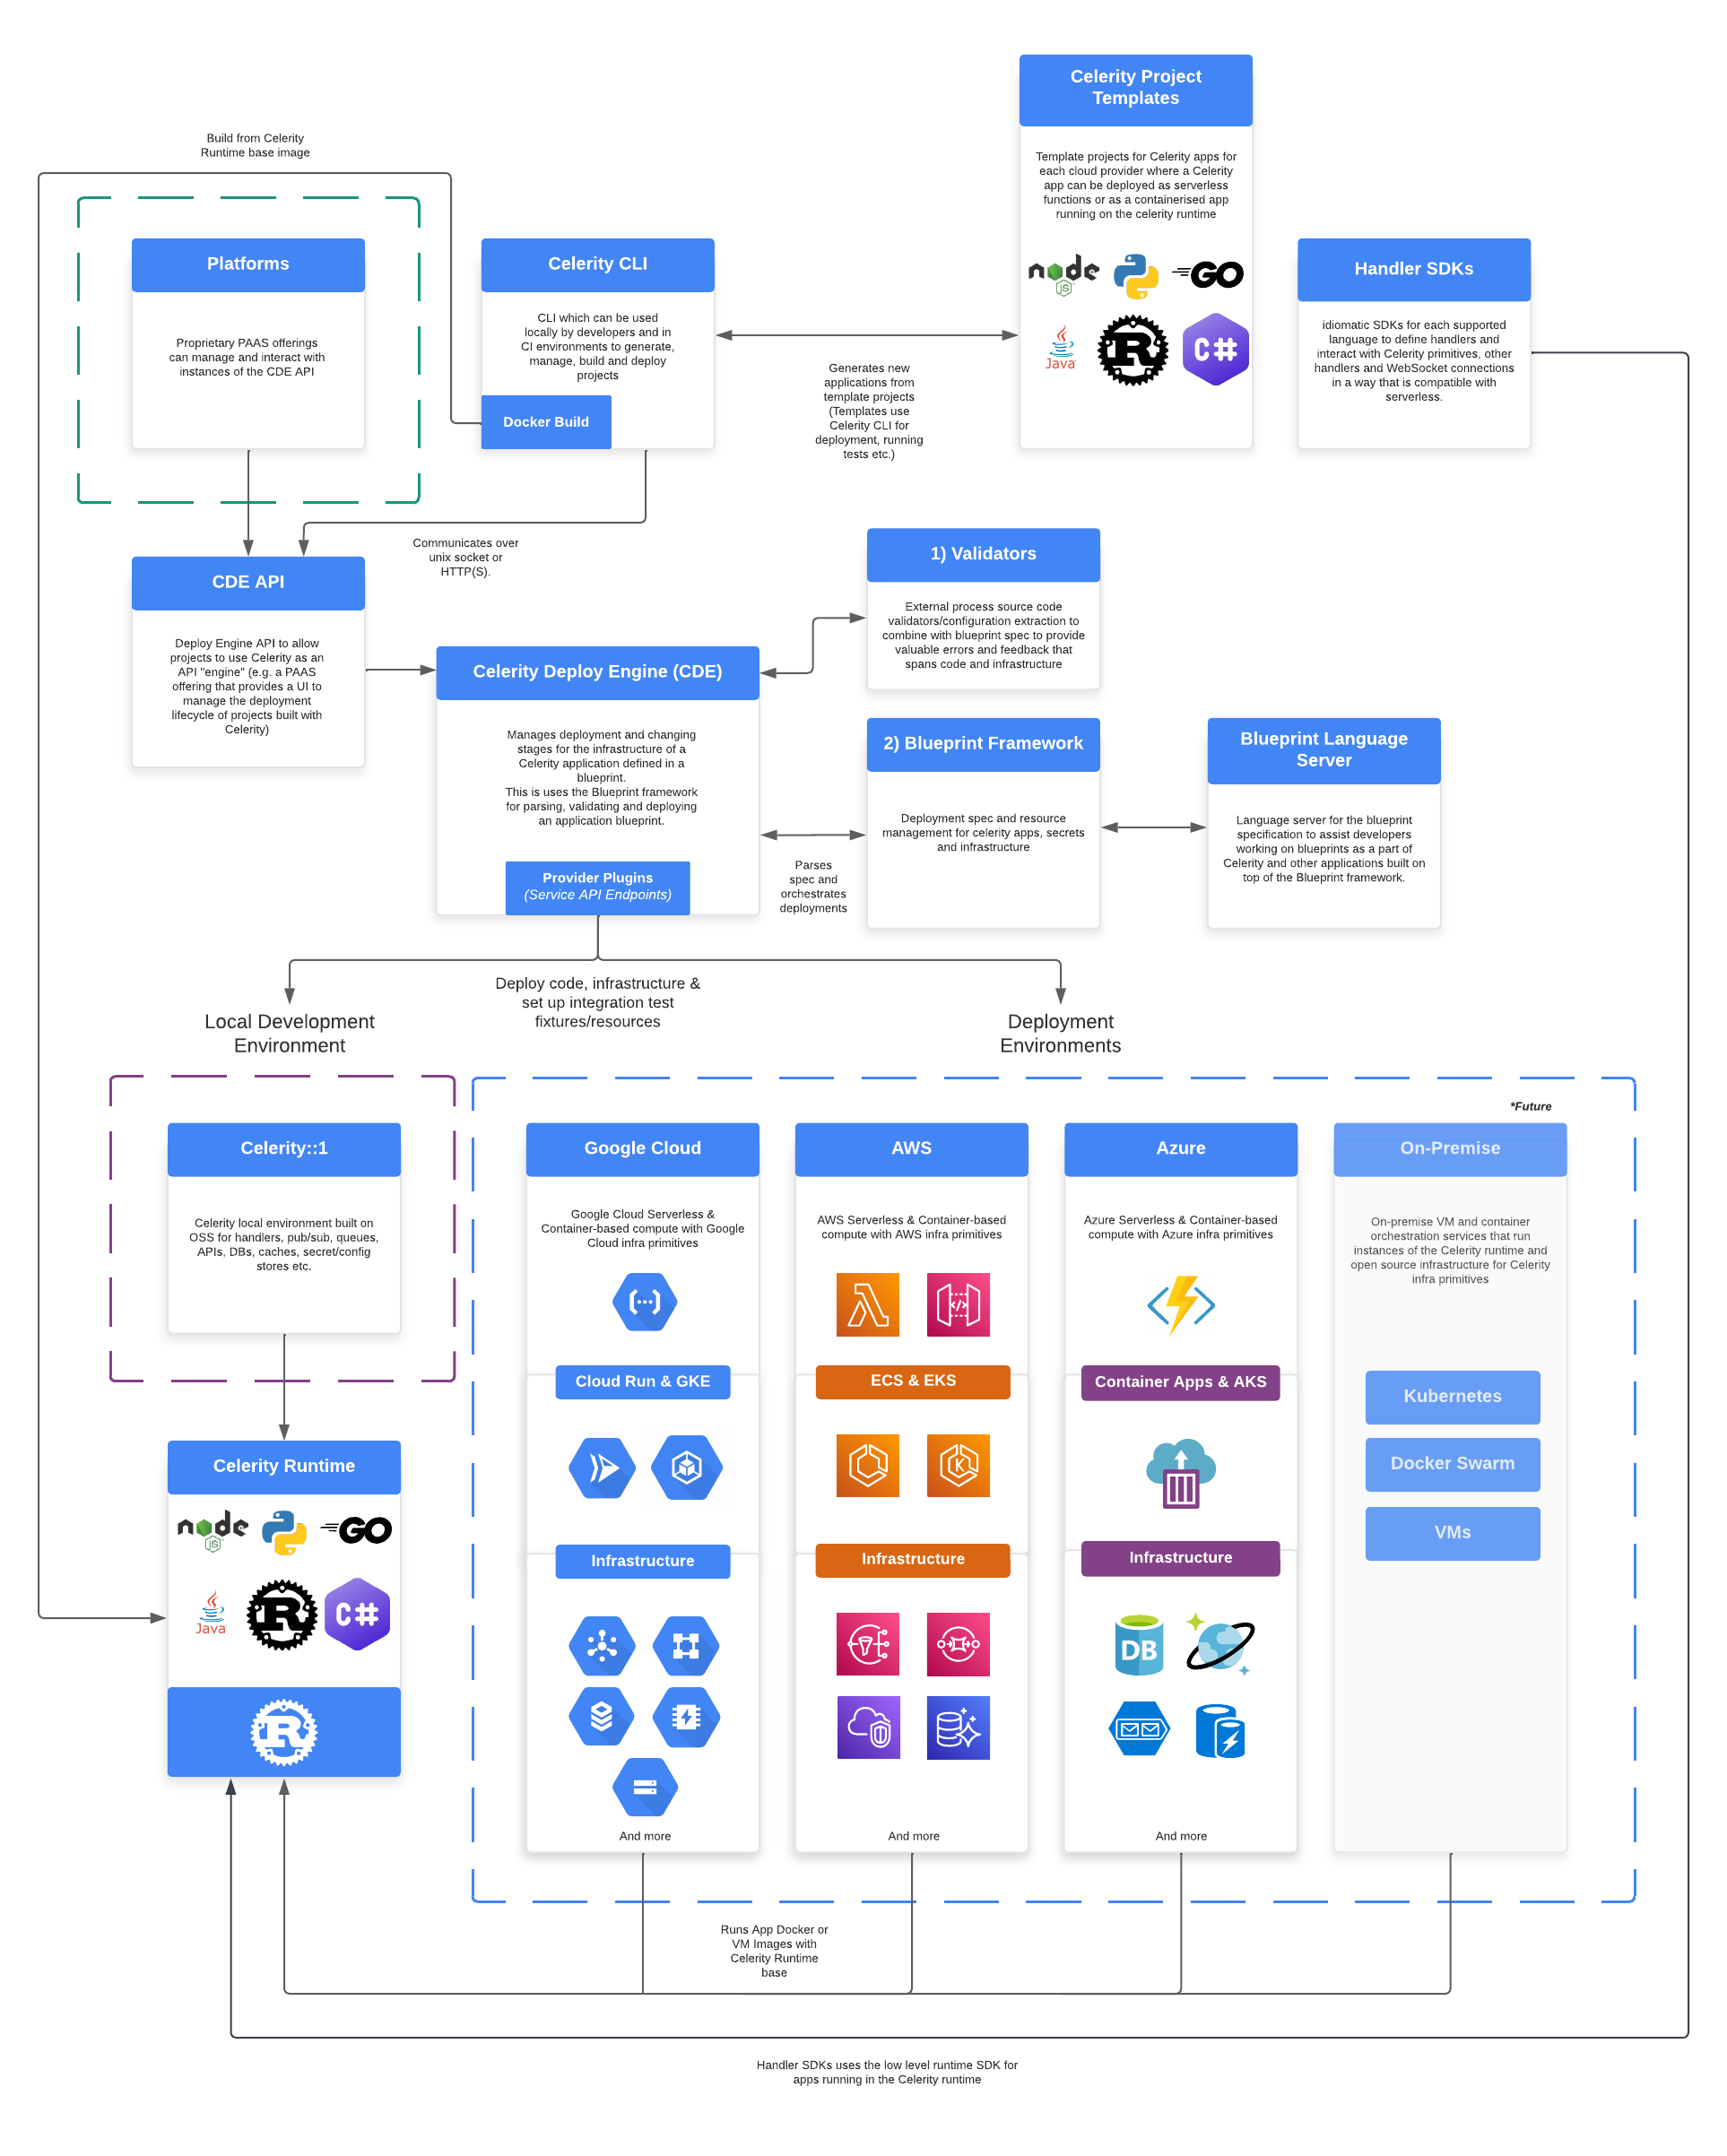 Celerity Project
Templates
Template projects for Celerity apps for
each cloud provider where a Celerity
app can be deployed as serverless
functions or as a containerised app
running on the celerity runtime
node
JS
GO
Java
R
C#
Build from Celerity
Runtime base image
Platforms
Proprietary PAAS offerings
can manage and interact with
instances of the CDE API
Celerity CLI
CLI which can be used
locally by developers and in
CI environments to generate,
manage, build and deploy
projects
Docker Build
Generates new
applications from
template projects
(Templates use
Celerity CLI for
deployment, running
tests etc.)
Handler SDKs
idiomatic SDKs for each supported
language to define handlers and
interact with Celerity primitives, other
handlers and WebSocket connections
in a way that is compatible with
serverless.
Communicates over
unix socket or
HTTP(S).
CDE API
Deploy Engine API to allow
projects to use Celerity as an
API "engine" (e.g. a PAAS
offering that provides a UI to
manage the deployment
lifecycle of projects built with
Celerity)
Celerity Deploy Engine (CDE)
Manages deployment and changing
stages for the infrastructure of a
Celerity application defined in a
blueprint.
This is uses the Blueprint framework
for parsing, validating and deploying
an application blueprint.
Provider Plugins
(Service API Endpoints)
1) Validators
External process source code
validators/configuration extraction to
combine with blueprint spec to provide
valuable errors and feedback that
spans code and infrastructure
2) Blueprint Framework
Deployment spec and resource
management for celerity apps, secrets
and infrastructure
Parses
spec and
orchestrates
deployments
Blueprint Language
Server
Language server for the blueprint
specification to assist developers
working on blueprints as a part of
Celerity and other applications built on
top of the Blueprint framework.
Deploy code, infrastructure &
set up integration test
fixtures/resources
Local Development
Environment
Deployment
Environments
Celerity::1
Celerity local environment built on
OSS for handlers, pub/sub, queues,
APIs, DBs, caches, secret/config
stores etc.
Celerity Runtime
node
JS
GO
Java
R
C#
R
*Future
Google Cloud
Google Cloud Serverless &
Container-based compute with Google
Cloud infra primitives
Cloud Run & GKE
Infrastructure
And more
AWS
AWS Serverless & Container-based
compute with AWS infra primitives
ECS & EKS
K
Infrastructure
And more
Azure
Azure Serverless & Container-based
compute with Azure infra primitives
Container Apps & AKS
Infrastructure
DB
And more
On-Premise
On-premise VM and container
orchestration services that run
instances of the Celerity runtime and
open source infrastructure for Celerity
infra primitives
Kubernetes
Docker Swarm
VMs
Runs App Docker or
VM Images with
Celerity Runtime
base
Handler SDKs uses the low level runtime SDK for
apps running in the Celerity runtime